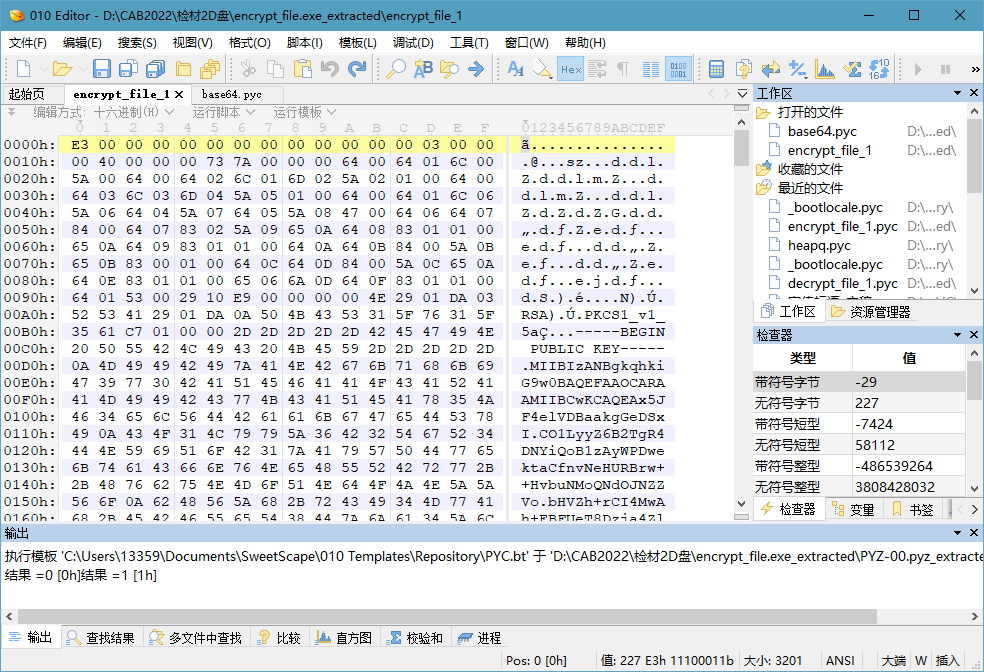 010 Editor - D:\CAB2022\检材2D盘\encrypt_file.exe_extracted\encrypt_file_1
文件(F) 编辑(E) 搜索(S) 视图(V) 格式(O) 脚本(I) 模板(L) 调试(D) 工具(T) 窗口(W) 帮助(H)
起始页 encrypt_file_1 base64.pyc
编辑方式: 十六进制(H) 运行脚本 运行模板
0 1 2 3 4 5 6 7 8 9 A B C D E F 0123456789ABCDEF
0000h: E3 00 00 00 00 00 00 00 00 00 00 00 00 03 00 00 ã...............
0010h: 00 40 00 00 00 73 7A 00 00 00 64 00 64 01 6C 00 .@...sz...d.d.l.
0020h: 5A 00 64 00 64 02 6C 01 6D 02 5A 02 01 00 64 00 Z.d.d.l.m.Z...d.
0030h: 64 03 6C 03 6D 04 5A 05 01 00 64 00 64 01 6C 06 d.l.m.Z...d.d.l.
0040h: 5A 06 64 04 5A 07 64 05 5A 08 47 00 64 06 64 07 Z.d.Z.d.Z.G.d.d.
0050h: 84 00 64 07 83 02 5A 09 65 0A 64 08 83 01 01 00 „.d.ƒ.Z.e.d.ƒ...
0060h: 65 0A 64 09 83 01 01 00 64 0A 64 0B 84 00 5A 0B e.d.ƒ...d.d.„.Z.
0070h: 65 0B 83 00 01 00 64 0C 64 0D 84 00 5A 0C 65 0A e.ƒ...d.d.„.Z.e.
0080h: 64 0E 83 01 01 00 65 06 6A 0D 64 0F 83 01 01 00 d.ƒ...e.j.d.ƒ...
0090h: 64 01 53 00 29 10 E9 00 00 00 00 4E 29 01 DA 03 d.S.).é....N).Ú.
00A0h: 52 53 41 29 01 DA 0A 50 4B 43 53 31 5F 76 31 5F RSA).Ú.PKCS1_v1_
00B0h: 35 61 C7 01 00 00 2D 2D 2D 2D 2D 42 45 47 49 4E 5aÇ...-----BEGIN
00C0h: 20 50 55 42 4C 49 43 20 4B 45 59 2D 2D 2D 2D 2D PUBLIC KEY-----
00D0h: 0A 4D 49 49 42 49 7A 41 4E 42 67 6B 71 68 6B 69 .MIIBIzANBgkqhki
00E0h: 47 39 77 30 42 41 51 45 46 41 41 4F 43 41 52 41 G9w0BAQEFAAOCARA
00F0h: 41 4D 49 49 42 43 77 4B 43 41 51 45 41 78 35 4A AMIIBCwKCAQEAx5J
0100h: 46 34 65 6C 56 44 42 61 61 6B 67 47 65 44 53 78 F4elVDBaakgGeDSx
0110h: 49 0A 43 4F 31 4C 79 79 5A 36 42 32 54 67 52 34 I.CO1LyyZ6B2TgR4
0120h: 44 4E 59 69 51 6F 42 31 7A 41 79 57 50 44 77 65 DNYiQoB1zAyWPDwe
0130h: 6B 74 61 43 66 6E 76 4E 65 48 55 52 42 72 77 2B ktaCfnvNeHURBrw+
0140h: 2B 48 76 62 75 4E 4D 6F 51 4E 64 4F 4A 4E 5A 5A +HvbuNMoQNdOJNZZ
0150h: 56 6F 0A 62 48 56 5A 68 2B 72 43 49 34 4D 77 41 Vo.bHVZh+rCI4MwA
0160h: 68 2B 45 42 46 55 65 54 38 44 7A 6A 61 34 5A 6C h+EBFUeT8Dzja4Zl
工作区
打开的文件
base64.pyc D:\...ed\
encrypt_file_1 D:\...ed\
收藏的文件
最近的文件
_bootlocale.pyc D:\...ry\
encrypt_file_1.pyc D:\...ed\
heapq.pyc D:\...ry\
_bootlocale.pyc D:\...ry\
decrypt_file_1.pyc D:\...ed\
工作区 资源管理器
检查器
类型 值
带符号字节 -29
无符号字节 227
带符号短型 -7424
无符号短型 58112
带符号整型 -486539264
无符号整型 3808428032
检查器 变量 书签
输出
执行模板 'C:\Users\13359\Documents\SweetScape\010 Templates\Repository\PYC.bt' 于 'D:\CAB2022\检材2D盘\encrypt_file.exe_extracted\PYZ-00.pyz_extracte
结果 =0 [0h]结果 =1 [1h]
输出 查找结果 多文件中查找 比较 直方图 校验和 进程
Pos: 0 [0h] 值: 227 E3h 11100011b 大小: 3201 ANSI 大端 W 插入